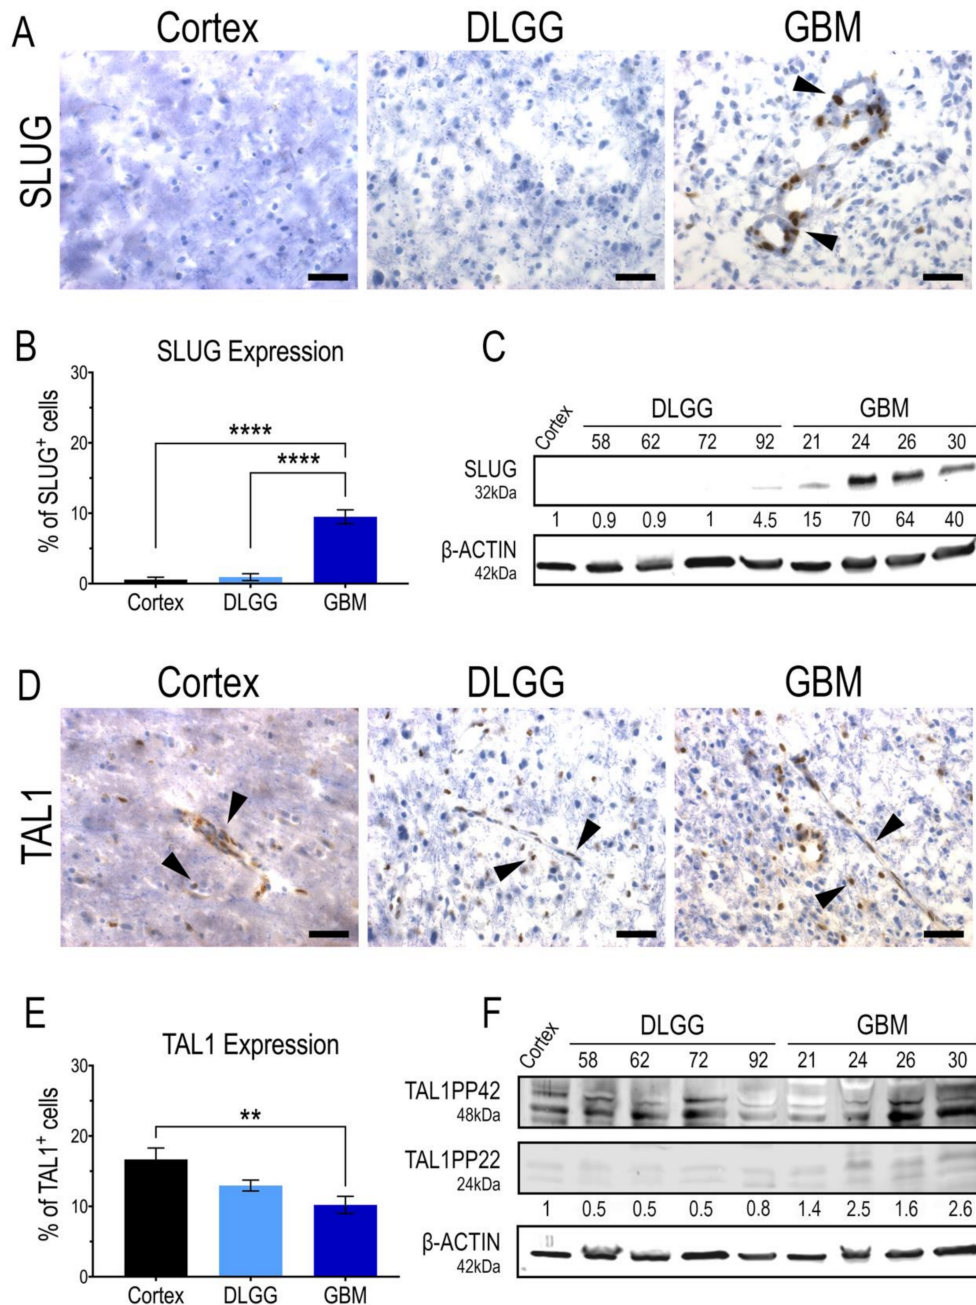 A
Cortex
DLGG
GBM
SLUG
B
SLUG Expression
% of SLUG⁺ cells
30
20
10
0
****
****
Cortex
DLGG
GBM
C
Cortex
DLGG
GBM
58 62 72 92 21 24 26 30
SLUG
32kDa
1 0.9 0.9 1 4.5 15 70 64 40
β-ACTIN
42kDa
D
Cortex
DLGG
GBM
TAL1
E
TAL1 Expression
% of TAL1⁺ cells
30
20
10
0
**
Cortex
DLGG
GBM
F
Cortex
DLGG
GBM
58 62 72 92 21 24 26 30
TAL1PP42
48kDa
TAL1PP22
24kDa
1 0.5 0.5 0.5 0.8 1.4 2.5 1.6 2.6
β-ACTIN
42kDa